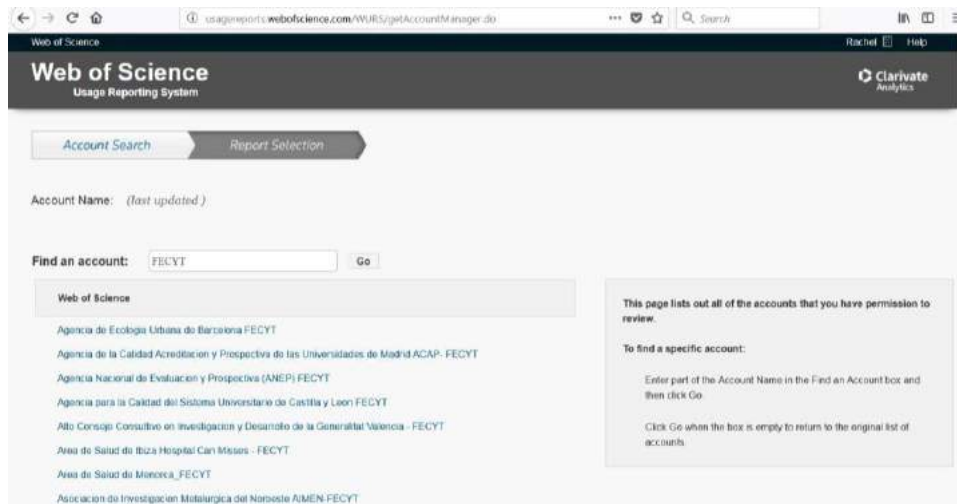 usagereports.webofscience.com/WURS/getAccountManager.do
Search
Web of Science
Rachel Help
Web of Science
Usage Reporting System
Clarivate
Analytics
Account Search
Report Selection
Account Name: (last updated )
Find an account: FECYT Go
Web of Science
Agencia de Ecologia Urbana de Barcelona FECYT
Agencia de la Calidad Acreditacion y Prospectiva de las Universidades de Madrid ACAP- FECYT
Agencia Nacional de Evaluacion y Prospectiva (ANEP) FECYT
Agencia para la Calidad del Sistema Universitario de Castilla y Leon FECYT
Alto Consejo Consultivo en Investigacion y Desarrollo de la Generalitat Valencia - FECYT
Area de Salud de Ibiza Hospital Can Misses - FECYT
Area de Salud de Menorca_FECYT
Asociacion de Investigacion Metalurgica del Noroeste AIMEN-FECYT
This page lists out all of the accounts that you have permission to
review.
To find a specific account:
Enter part of the Account Name in the Find an Account box and
then click Go.
Click Go when the box is empty to return to the original list of
accounts.